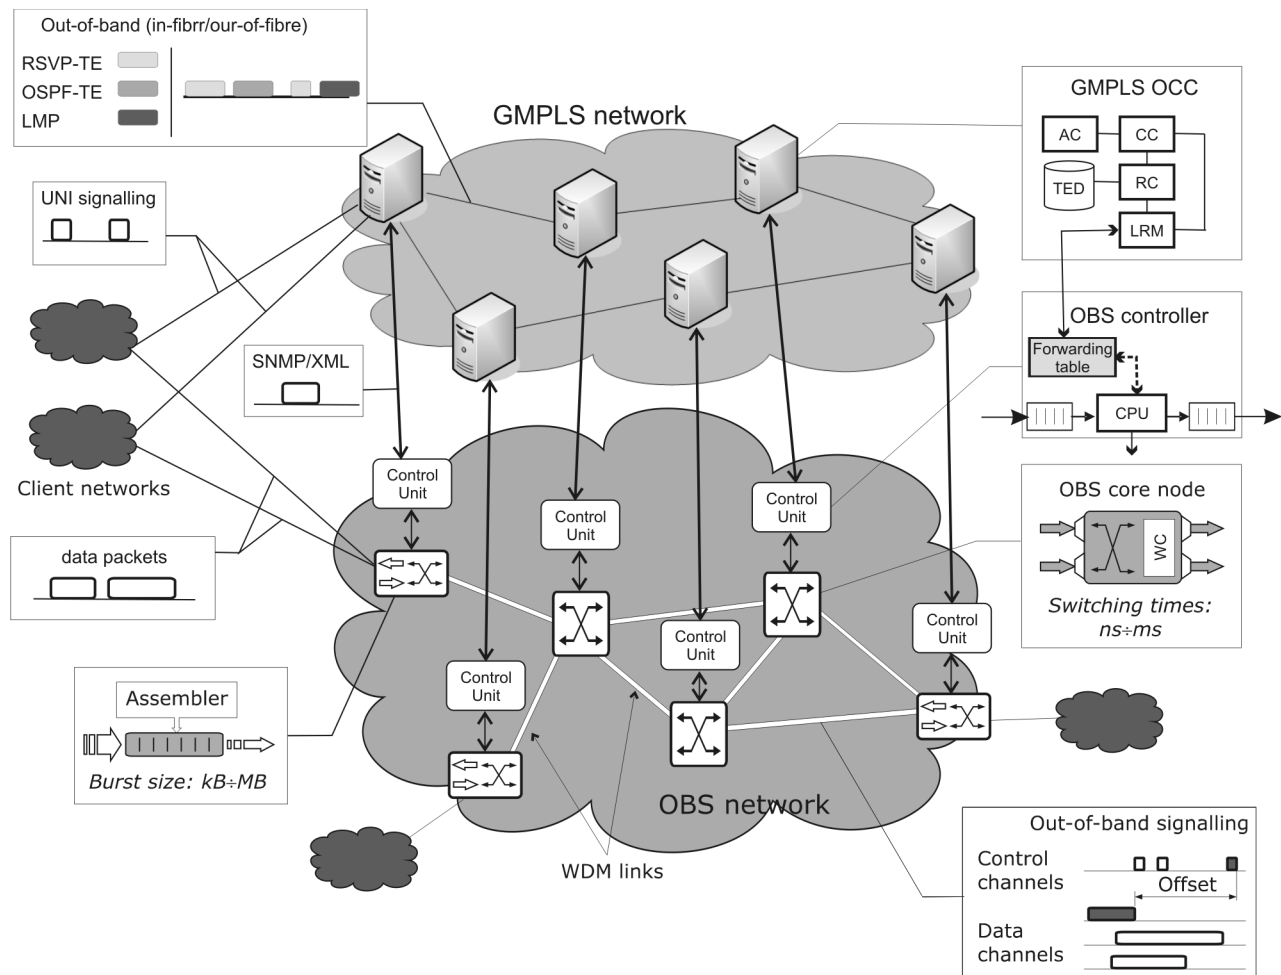 Out-of-band (in-fibrr/our-of-fibre)
RSVP-TE
OSPF-TE
LMP
GMPLS network
GMPLS OCC
AC
CC
TED
RC
LRM
UNI signalling
SNMP/XML
OBS controller
Forwarding
table
CPU
Client networks
Control
Unit
Control
Unit
Control
Unit
Control
Unit
Control
Unit
Control
Unit
data packets
OBS core node
WC
Switching times:
ns÷ms
Assembler
Burst size: kB÷MB
OBS network
WDM links
Out-of-band signalling
Control
channels
Offset
Data
channels